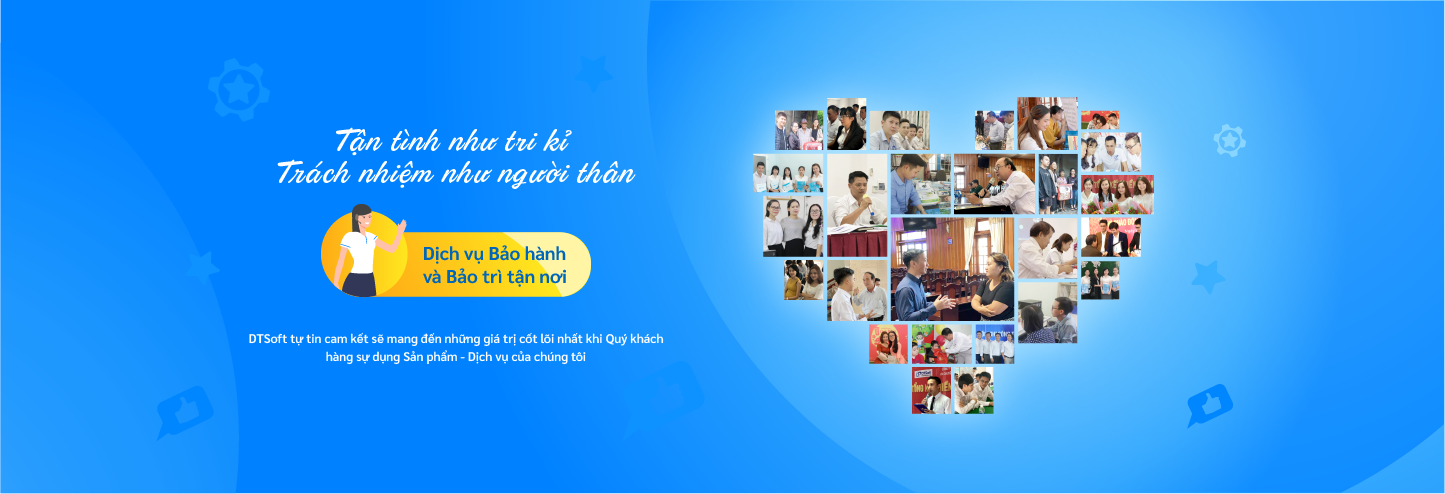 Tận tình như tri kỉ
Trách nhiệm như người thân
Dịch vụ Bảo hành
và Bảo trì tận nơi
DTSoft tự tin cam kết sẽ mang đến những giá trị cốt lõi nhất khi Quý khách
hàng sự dụng Sản phẩm - Dịch vụ của chúng tôi